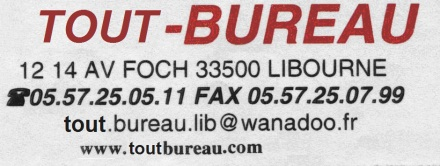 TOUT-BUREAU
12 14 AV FOCH 33500 LIBOURNE
☎05.57.25.05.11 FAX 05.57.25.07.99
tout.bureau.lib@wanadoo.fr
www.toutbureau.com